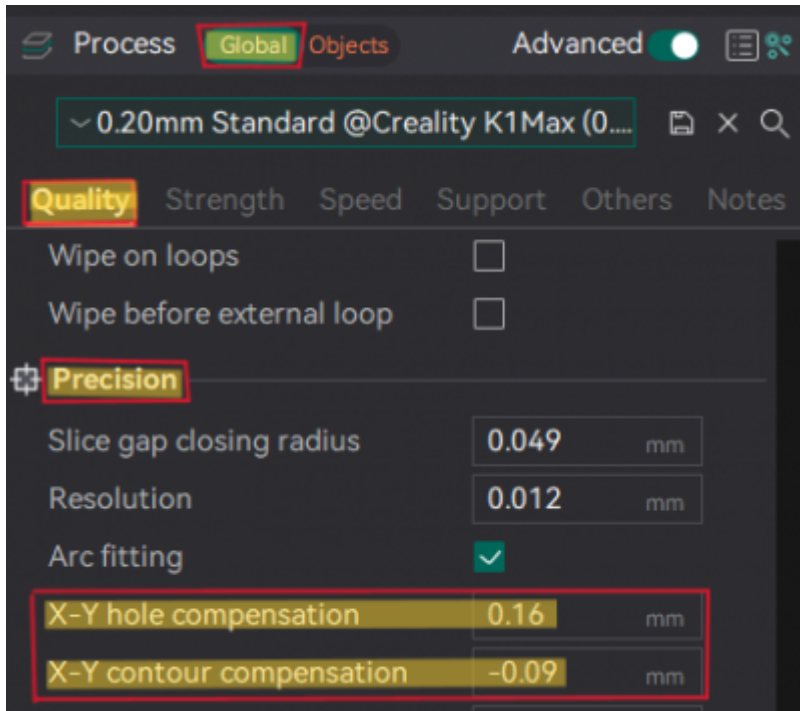 Process Global Objects Advanced
0.20mm Standard @Creality K1Max (0....
Quality Strength Speed Support Others Notes
Wipe on loops
Wipe before external loop
Precision
Slice gap closing radius 0.049 mm
Resolution 0.012 mm
Arc fitting
X-Y hole compensation 0.16 mm
X-Y contour compensation -0.09 mm